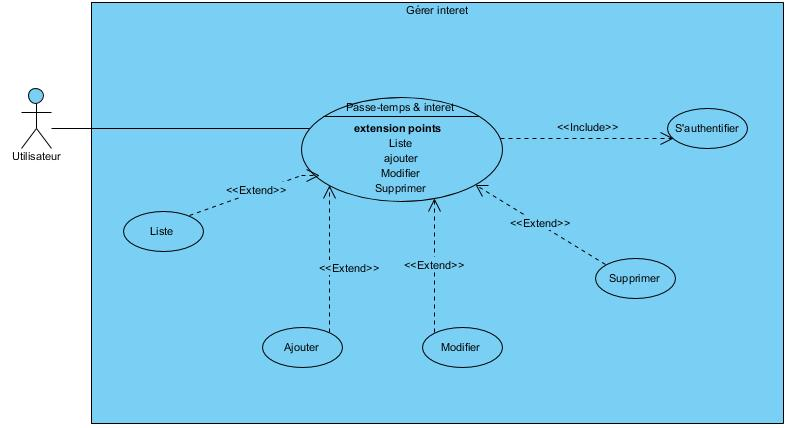 Gérer interet
Utilisateur
Passe-temps & interet
extension points
Liste
ajouter
Modifier
Supprimer
<<Include>>
S'authentifier
<<Extend>>
Liste
<<Extend>>
Ajouter
<<Extend>>
Modifier
<<Extend>>
Supprimer